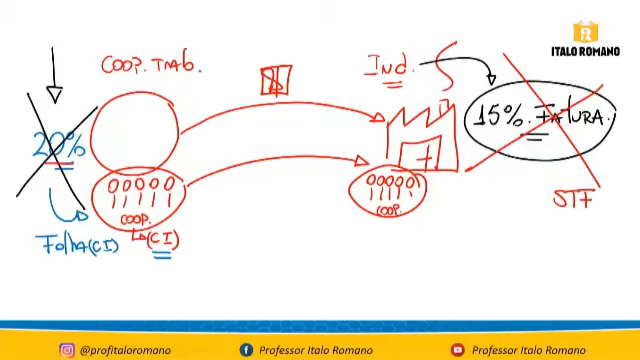 ITALO ROMANO
COOP. TRAB.
Ind.
20%
15% FATURA.
COOP.
(CI)
COOP.
Folha (CI)
STF
@profitaloromano
Professor Italo Romano
Professor Italo Romano